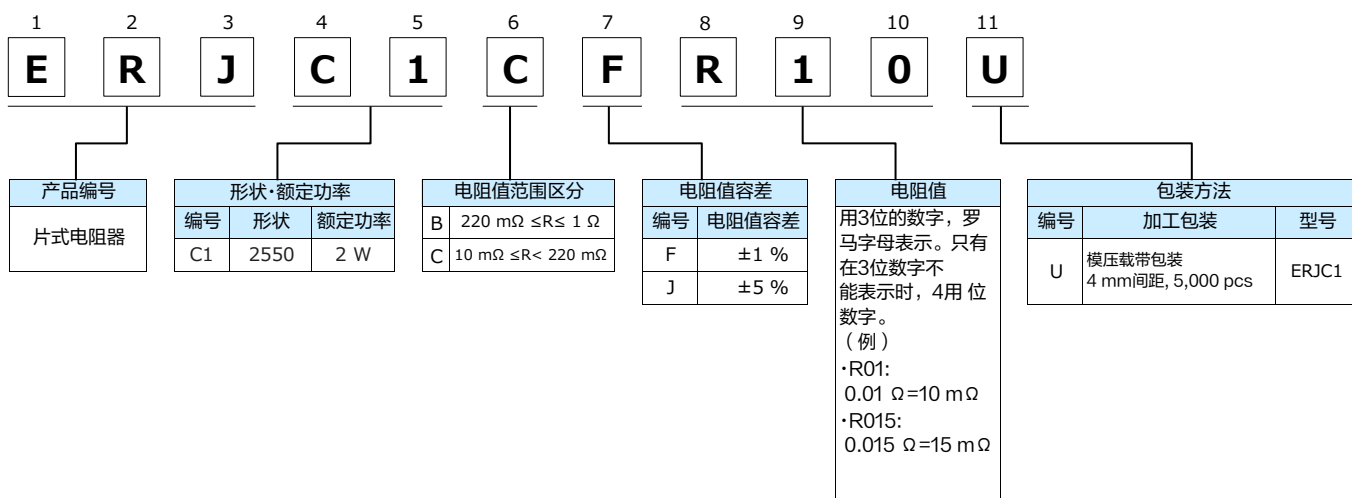 1 2 3 4 5 6 7 8 9 10 11
E R J C 1 C F R 1 0 U
产品编号
片式电阻器
形状·额定功率
编号 形状 额定功率
C1 2550 2 W
电阻值范围区分
B 220 mΩ ≤R≤ 1 Ω
C 10 mΩ ≤R< 220 mΩ
电阻值容差
编号 电阻值容差
F ±1 %
J ±5 %
电阻值
用3位的数字，罗
马字母表示。只有
在3位数字不
能表示时，4用 位
数字。
（例）
·R01:
0.01 Ω=10 mΩ
·R015:
0.015 Ω=15 mΩ
包装方法
编号 加工包装 型号
U 模压载带包装 ERJC1
4 mm间距, 5,000 pcs